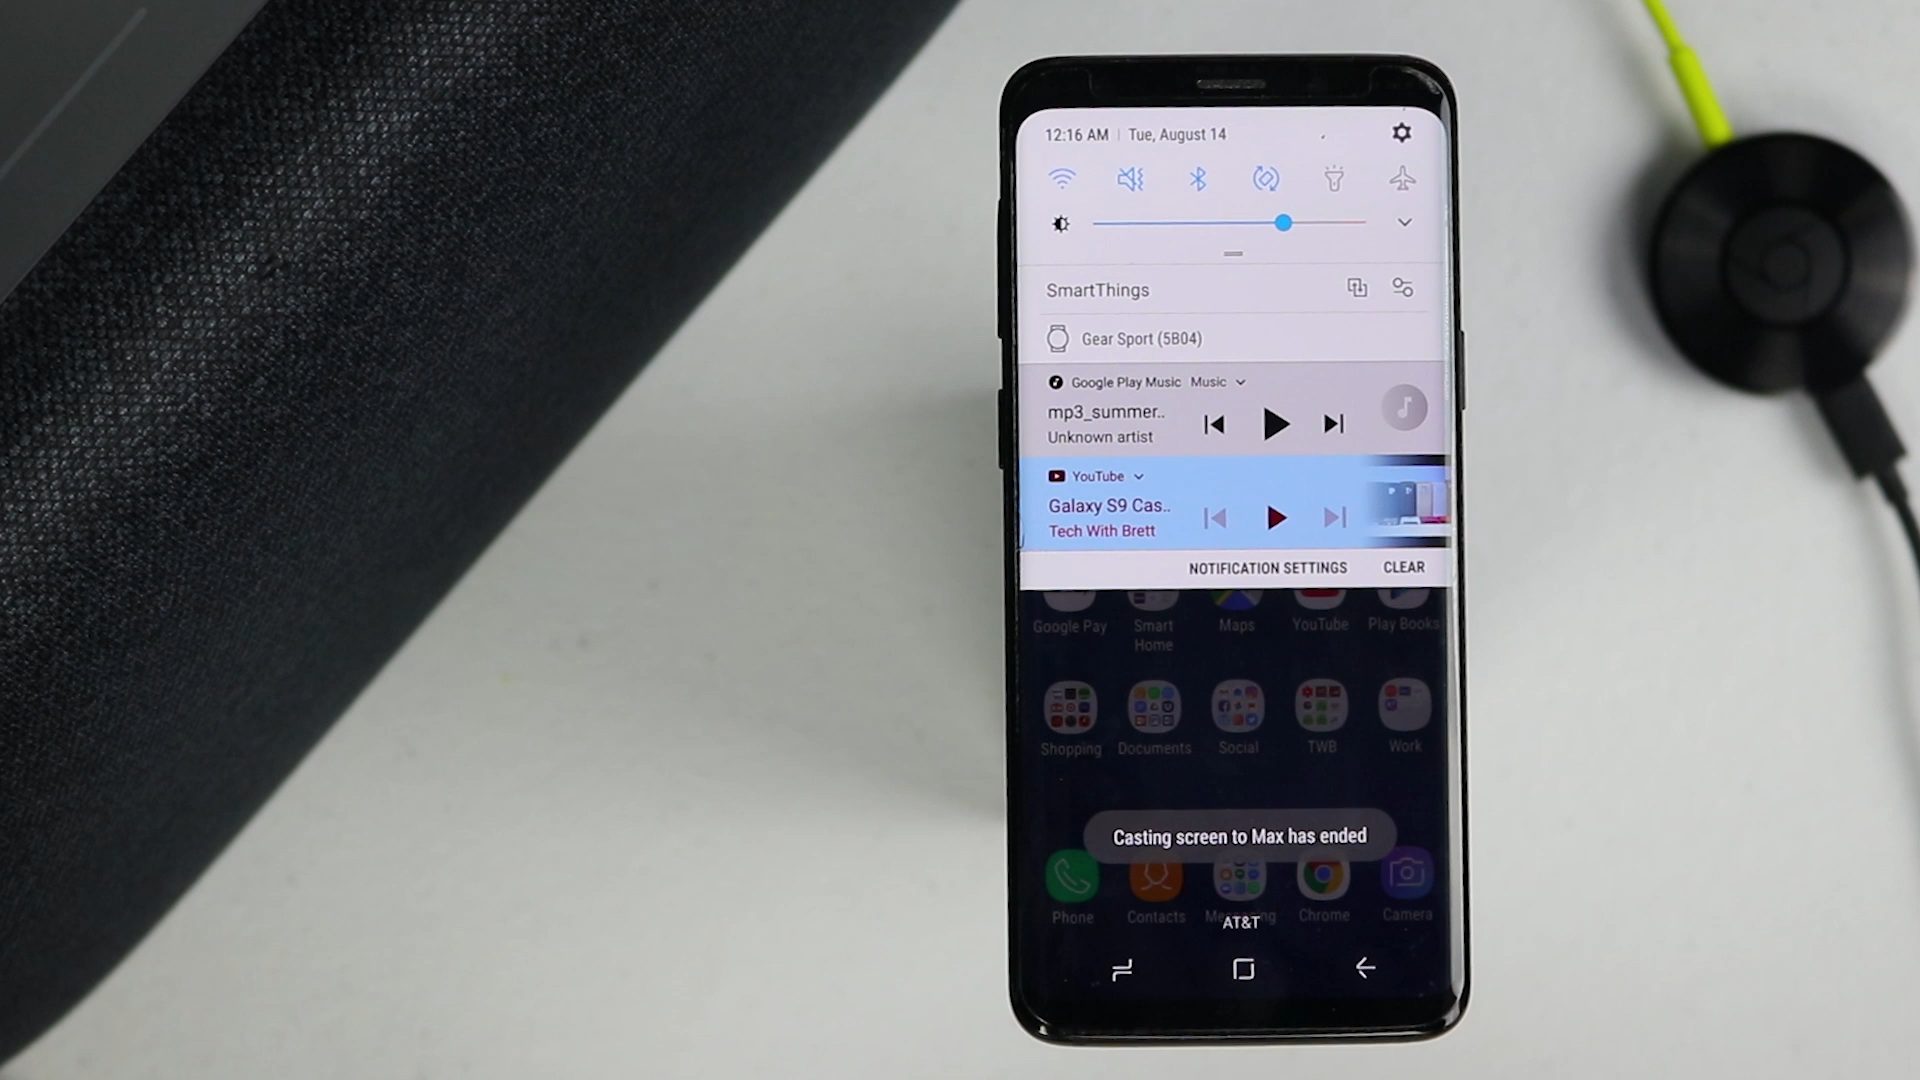 12:16 AM | Tue, August 14
SmartThings
Gear Sport (5B04)
Google Play Music Music
mp3_summer..
Unknown artist
YouTube
Galaxy S9 Cas..
Tech With Brett
NOTIFICATION SETTINGS CLEAR
Google Pay Smart Home Maps YouTube Play Books
Shopping Documents Social TWB Work
Casting screen to Max has ended
Phone Contacts Chrome Camera
AT&T